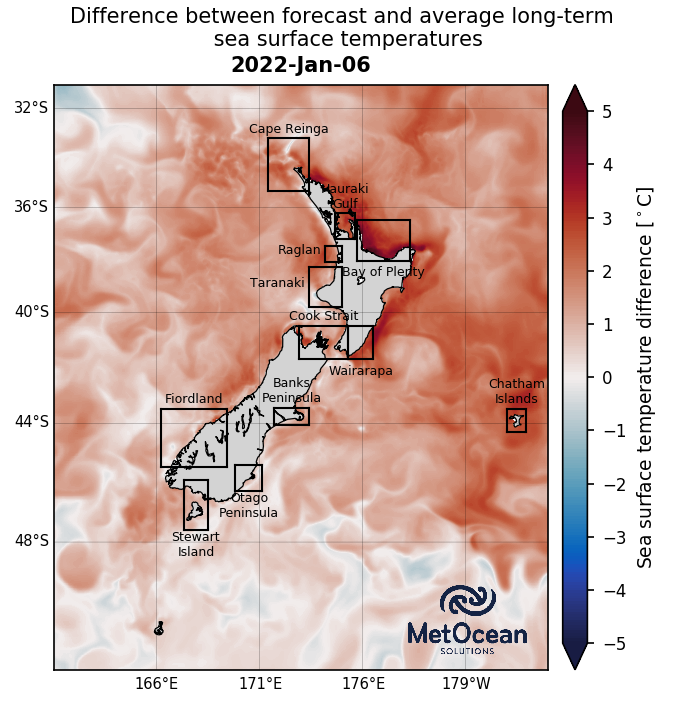 Difference between forecast and average long-term
sea surface temperatures
2022-Jan-06
32°S
36°S
40°S
44°S
48°S
166°E
171°E
176°E
179°W
Cape Reinga
Hauraki
Gulf
Raglan
Bay of Plenty
Taranaki
Cook Strait
Wairarapa
Banks
Peninsula
Fiordland
Chatham
Islands
Otago
Peninsula
Stewart
Island
MetOcean
SOLUTIONS
5
4
3
2
1
0
−1
−2
−3
−4
−5
Sea surface temperature difference [°C]